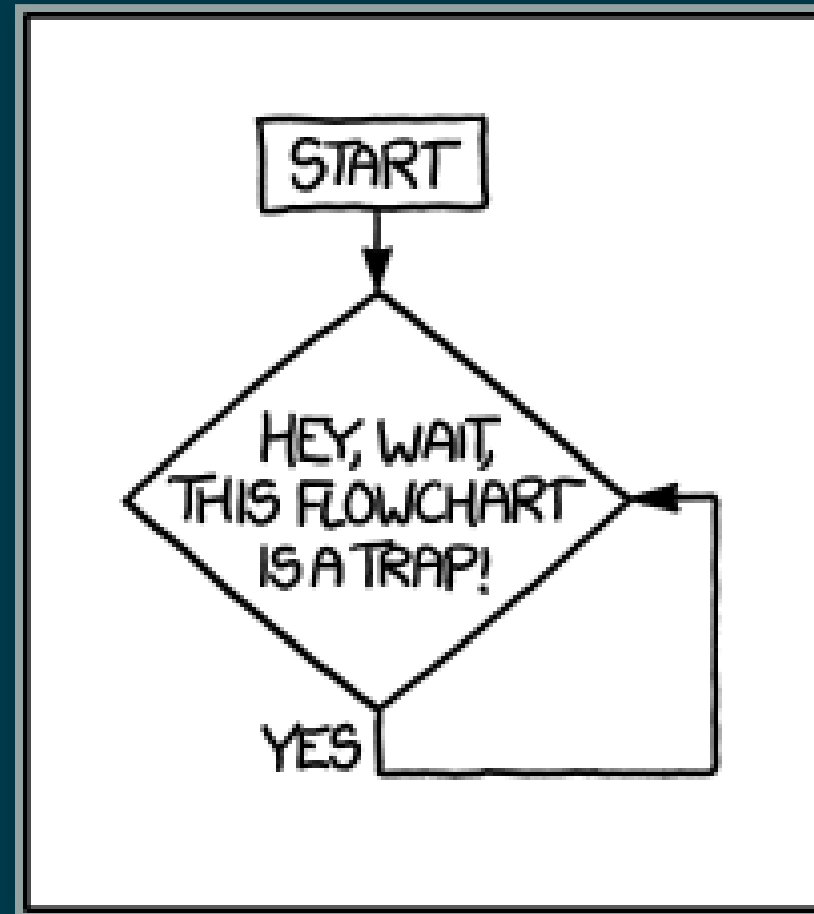 START
HEY, WAIT,
THIS FLOWCHART
IS A TRAP!
YES